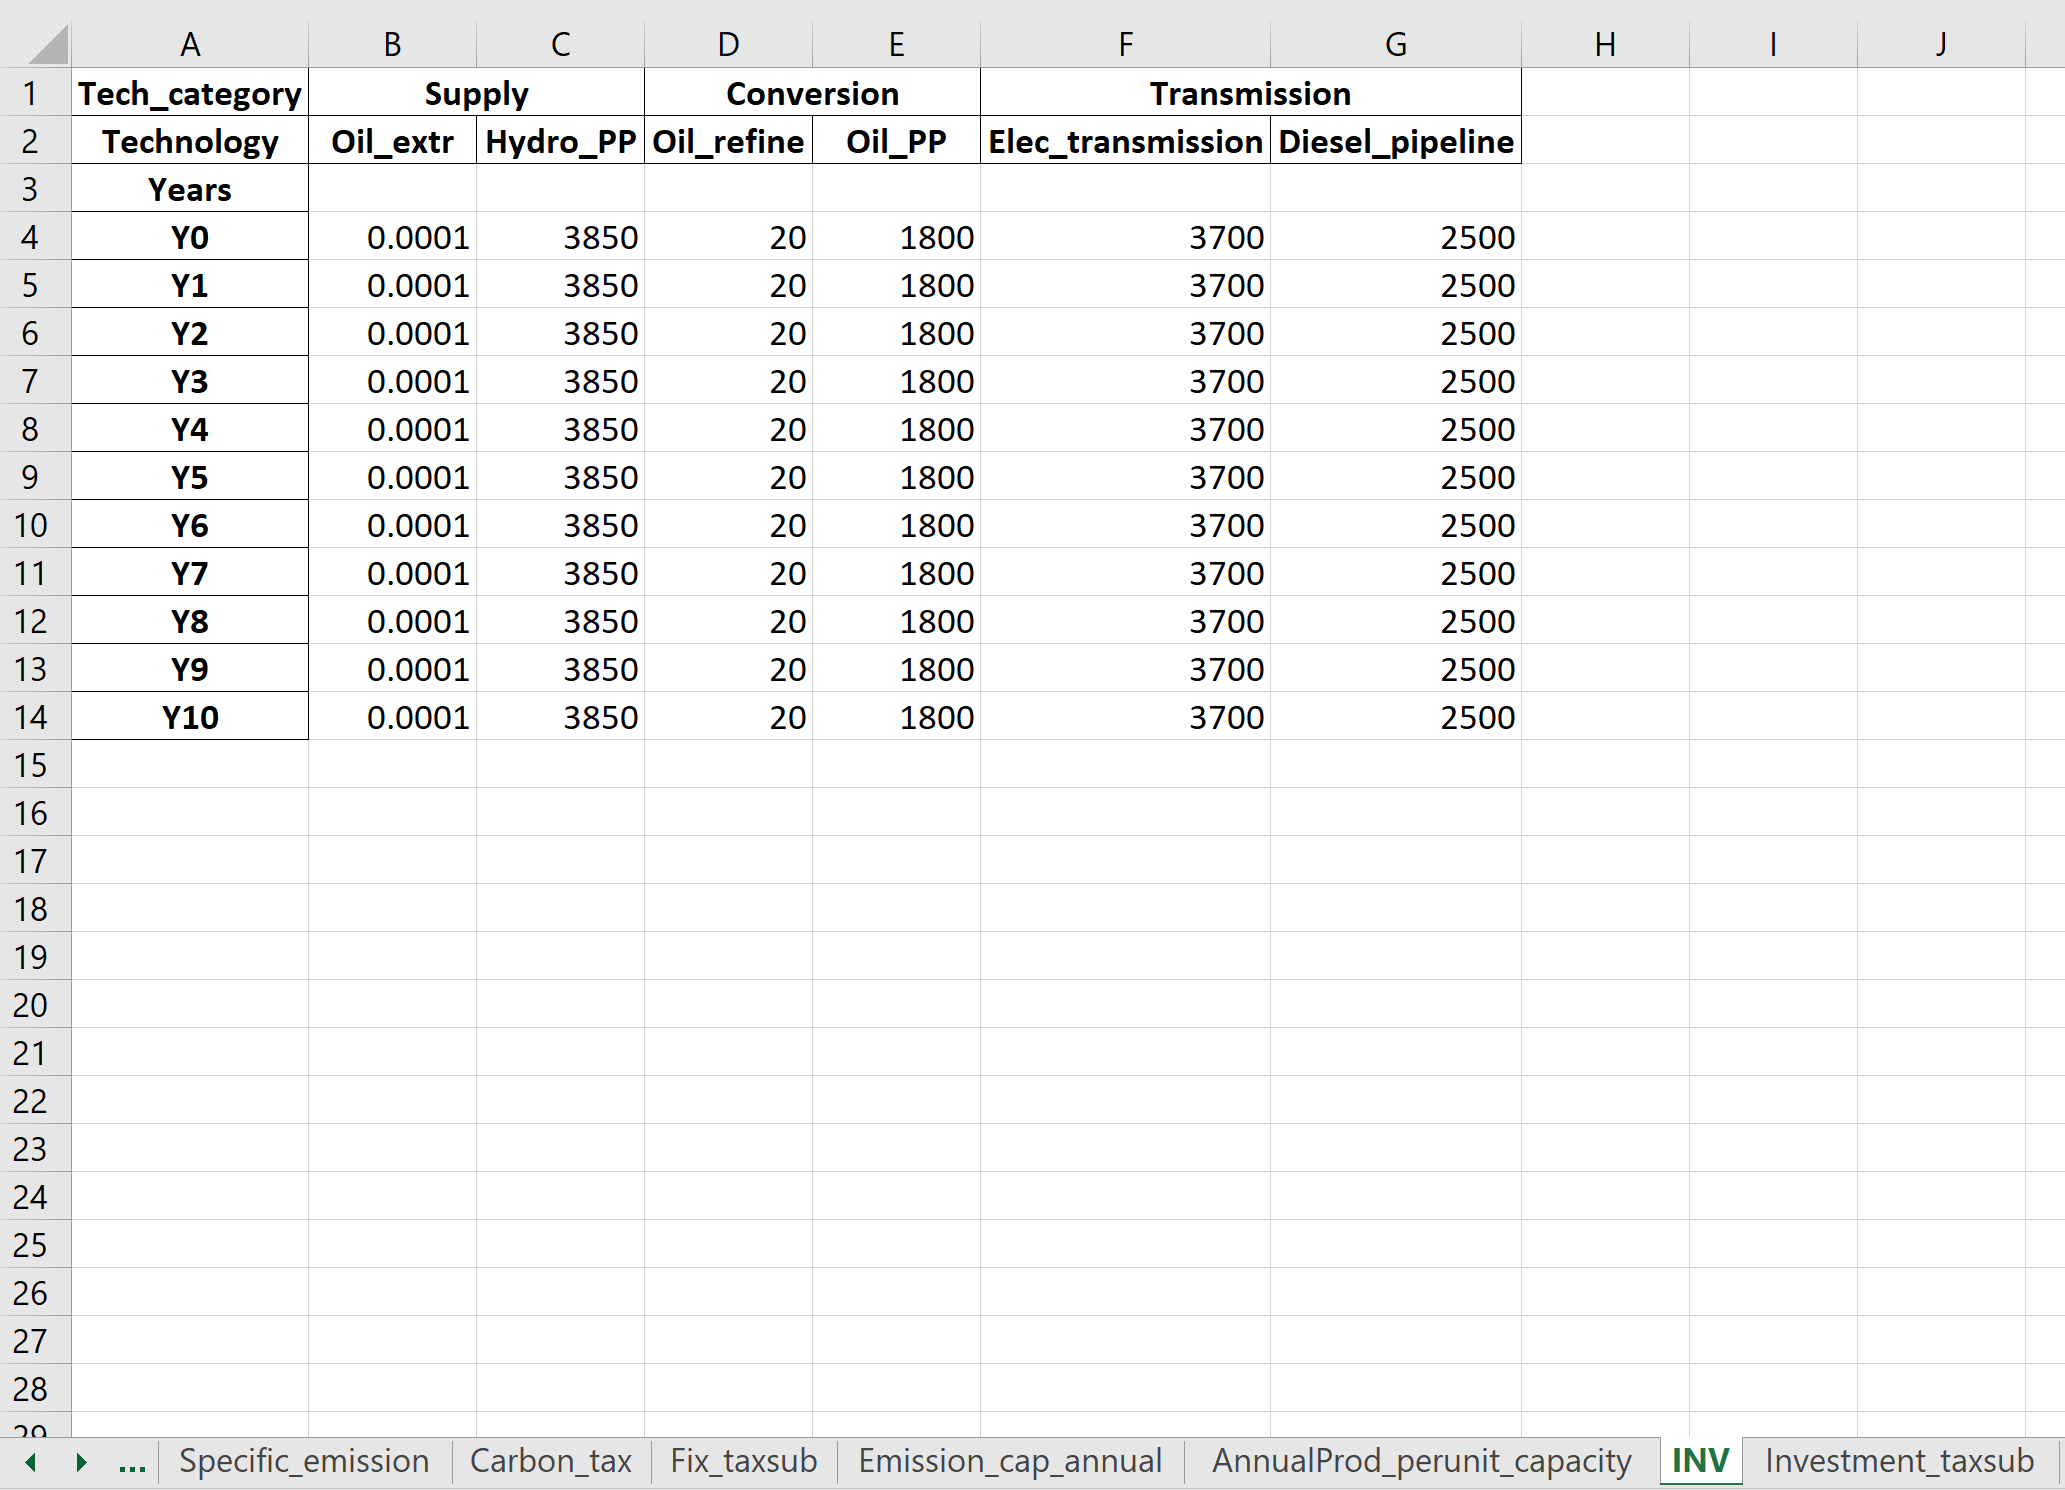 A B C D E F G H I J
1 Tech_category Supply Conversion Transmission
2 Technology Oil_extr Hydro_PP Oil_refine Oil_PP Elec_transmission Diesel_pipeline
3 Years
4 Y0 0.0001 3850 20 1800 3700 2500
5 Y1 0.0001 3850 20 1800 3700 2500
6 Y2 0.0001 3850 20 1800 3700 2500
7 Y3 0.0001 3850 20 1800 3700 2500
8 Y4 0.0001 3850 20 1800 3700 2500
9 Y5 0.0001 3850 20 1800 3700 2500
10 Y6 0.0001 3850 20 1800 3700 2500
11 Y7 0.0001 3850 20 1800 3700 2500
12 Y8 0.0001 3850 20 1800 3700 2500
13 Y9 0.0001 3850 20 1800 3700 2500
14 Y10 0.0001 3850 20 1800 3700 2500
15
16
17
18
19
20
21
22
23
24
25
26
27
28
29
... Specific_emission Carbon_tax Fix_taxsub Emission_cap_annual AnnualProd_perunit_capacity INV Investment_taxsub